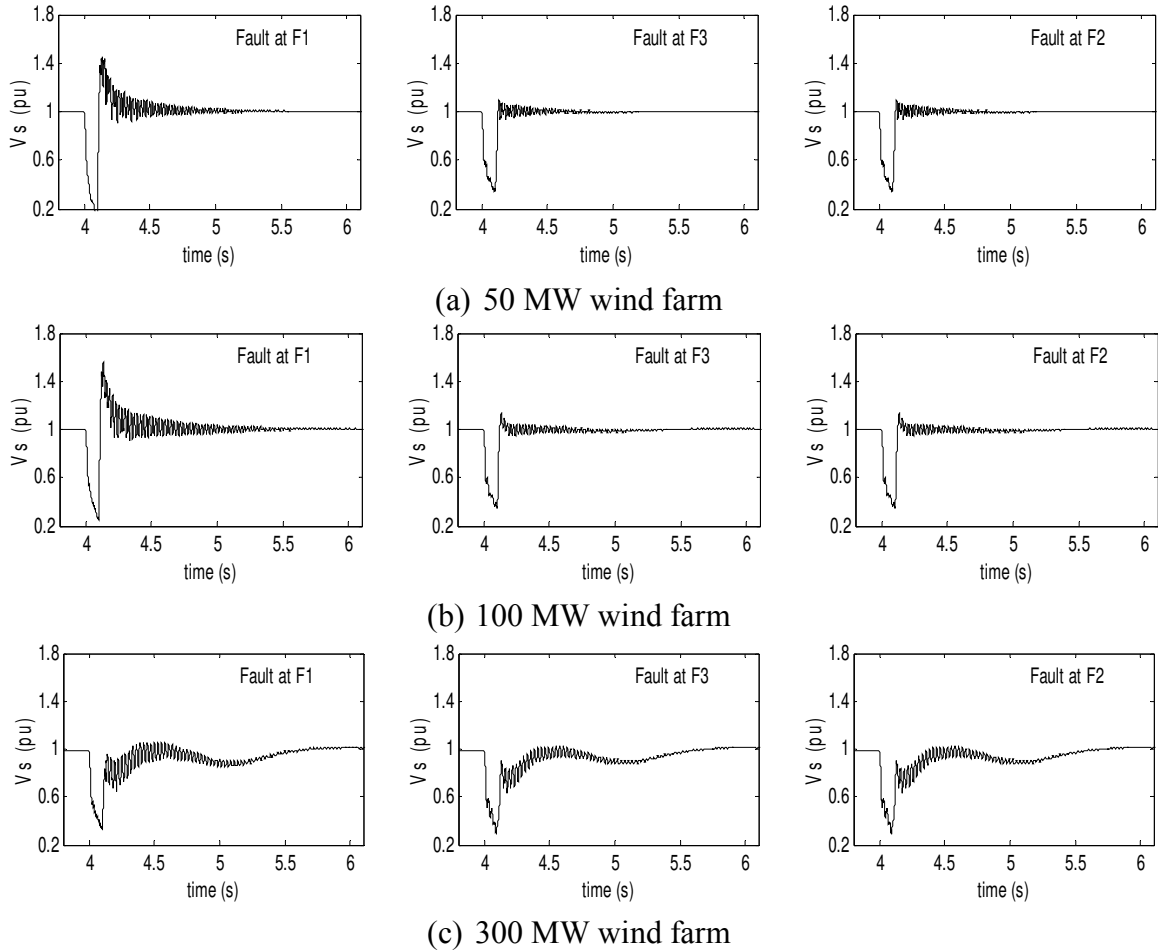 1.8
1.4
1
0.6
0.2
V s (pu)
Fault at F1
4 4.5 5 5.5 6
time (s)
1.8
1.4
1
0.6
0.2
V s (pu)
Fault at F3
4 4.5 5 5.5 6
time (s)
1.8
1.4
1
0.6
0.2
V s (pu)
Fault at F2
4 4.5 5 5.5 6
time (s)
(a) 50 MW wind farm
1.8
1.4
1
0.6
0.2
V s (pu)
Fault at F1
4 4.5 5 5.5 6
time (s)
1.8
1.4
1
0.6
0.2
V s (pu)
Fault at F3
4 4.5 5 5.5 6
time (s)
1.8
1.4
1
0.6
0.2
V s (pu)
Fault at F2
4 4.5 5 5.5 6
time (s)
(b) 100 MW wind farm
1.8
1.4
1
0.6
0.2
V s (pu)
Fault at F1
4 4.5 5 5.5 6
time (s)
1.8
1.4
1
0.6
0.2
V s (pu)
Fault at F3
4 4.5 5 5.5 6
time (s)
1.8
1.4
1
0.6
0.2
V s (pu)
Fault at F2
4 4.5 5 5.5 6
time (s)
(c) 300 MW wind farm